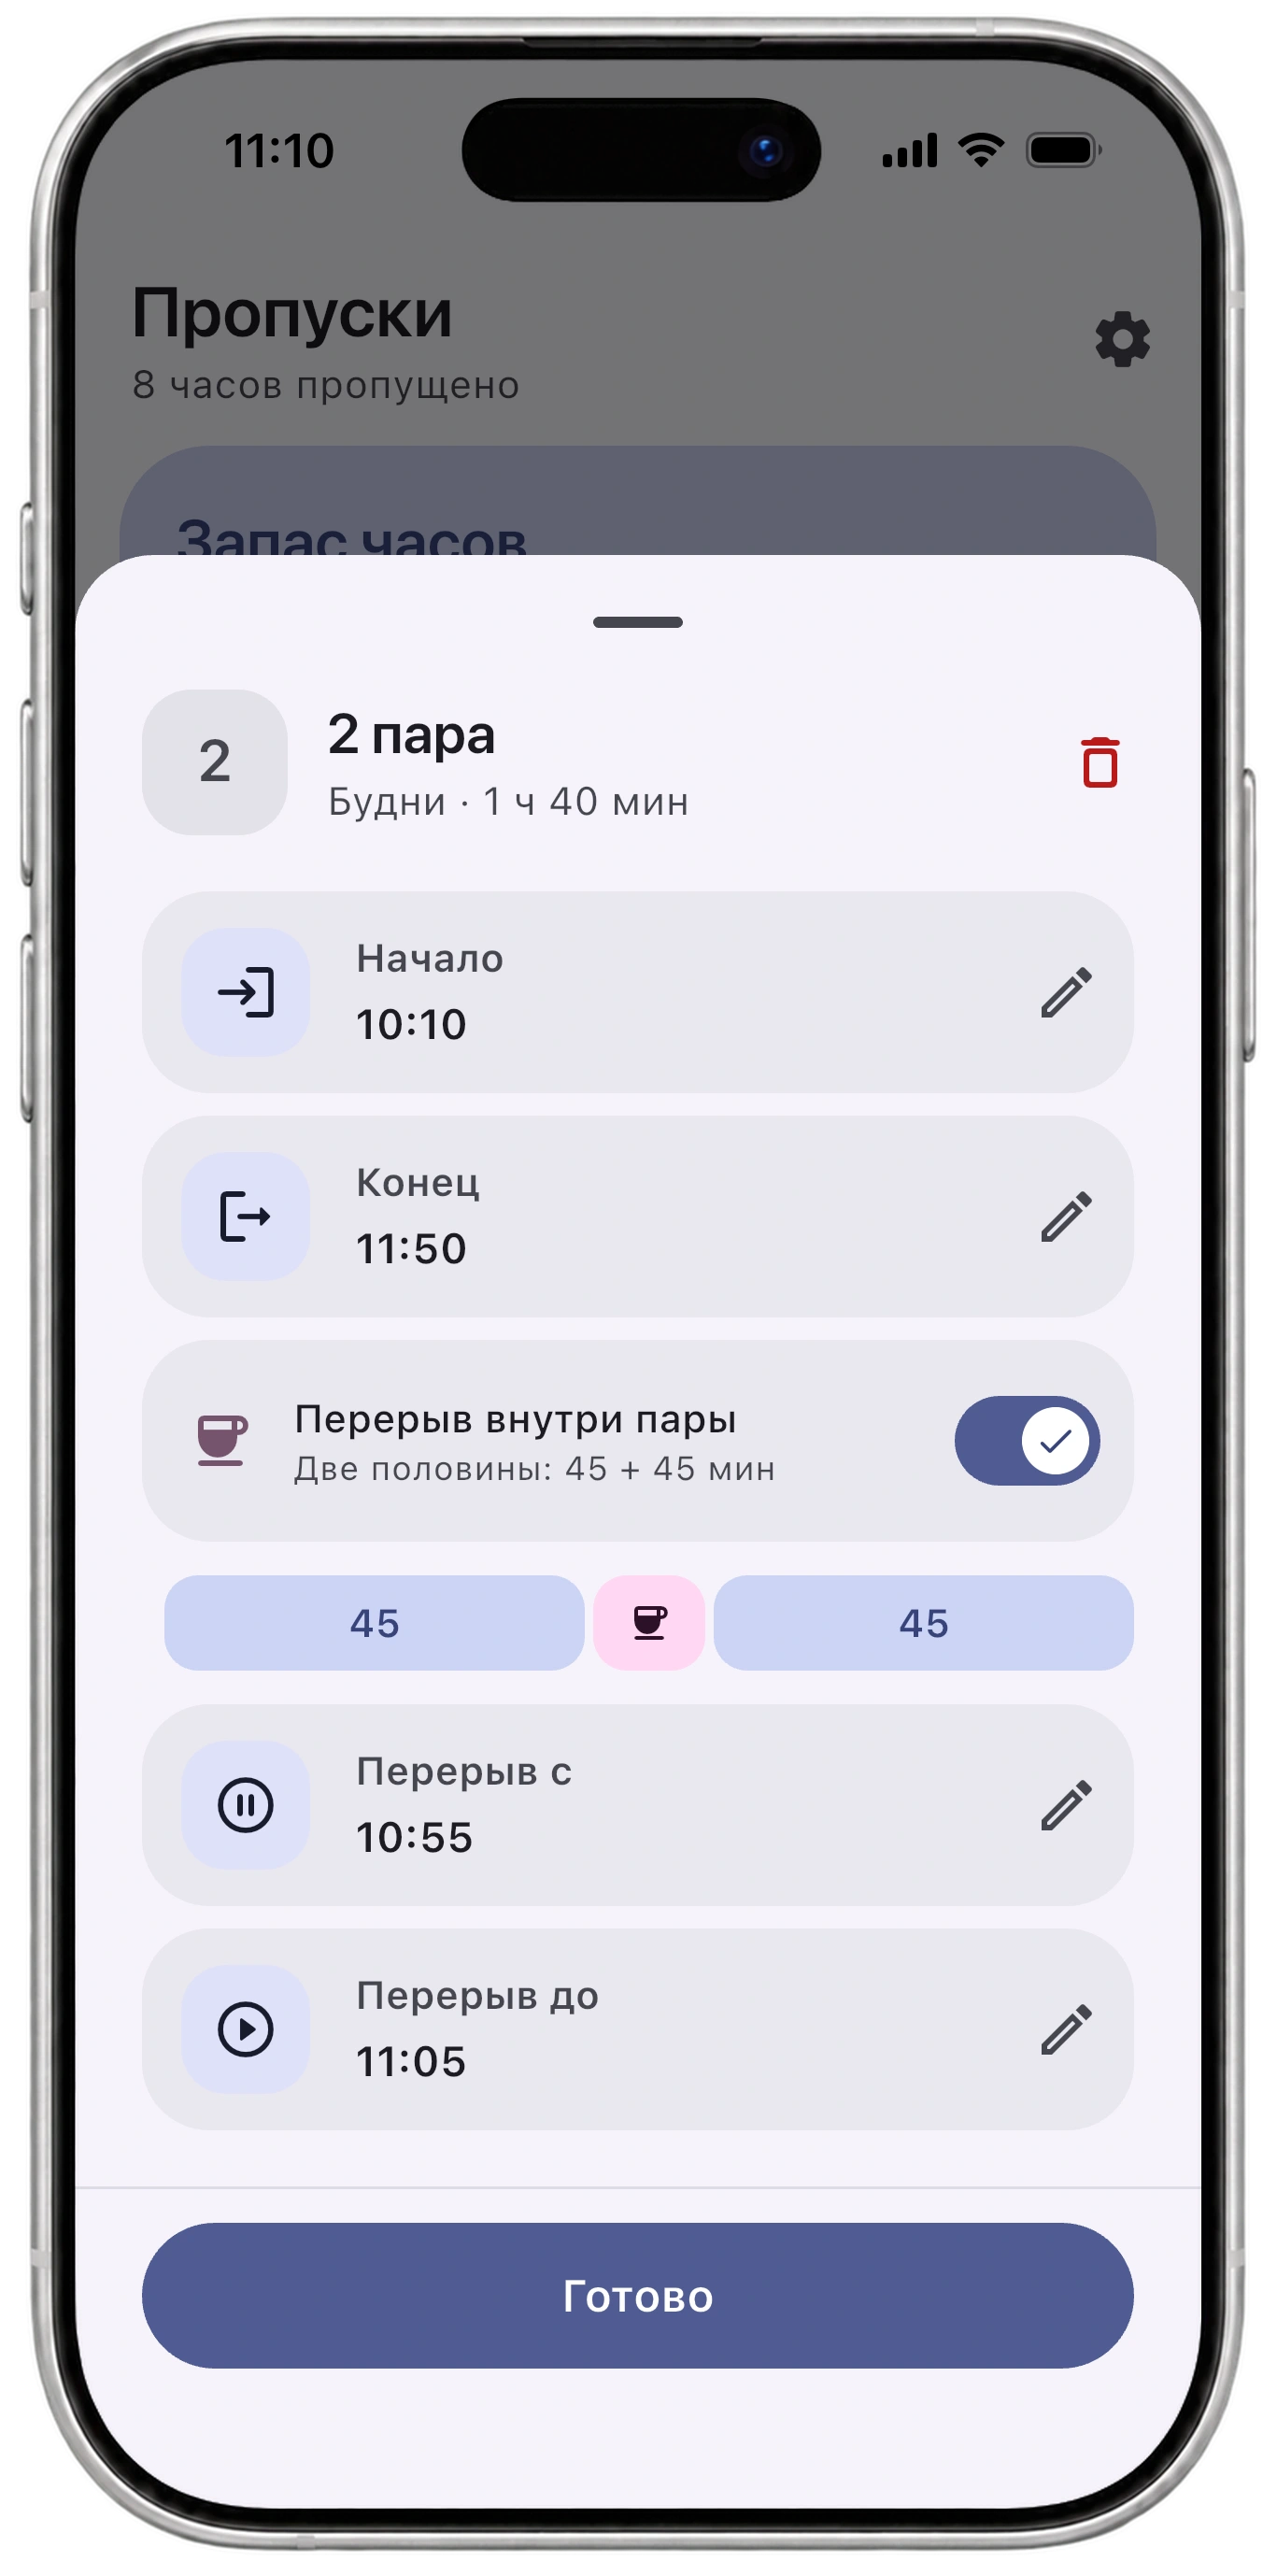 11:10
Пропуски
8 часов пропущено
Запас часов
2
2 пара
Будни · 1 ч 40 мин
Начало
10:10
Конец
11:50
Перерыв внутри пары
Две половины: 45 + 45 мин
45
45
Перерыв с
10:55
Перерыв до
11:05
Готово